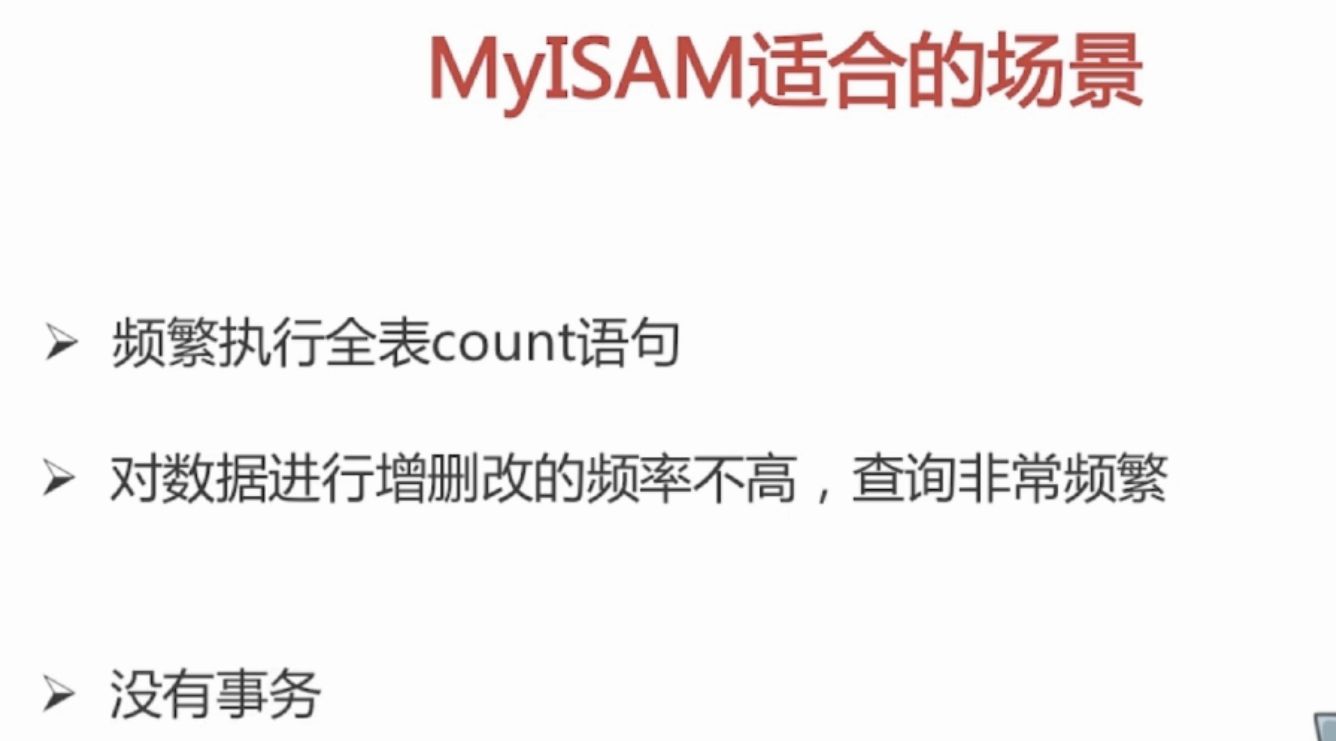 MyISAM适合的场景
频繁执行全表count语句
对数据进行增删改的频率不高，查询非常频繁
没有事务